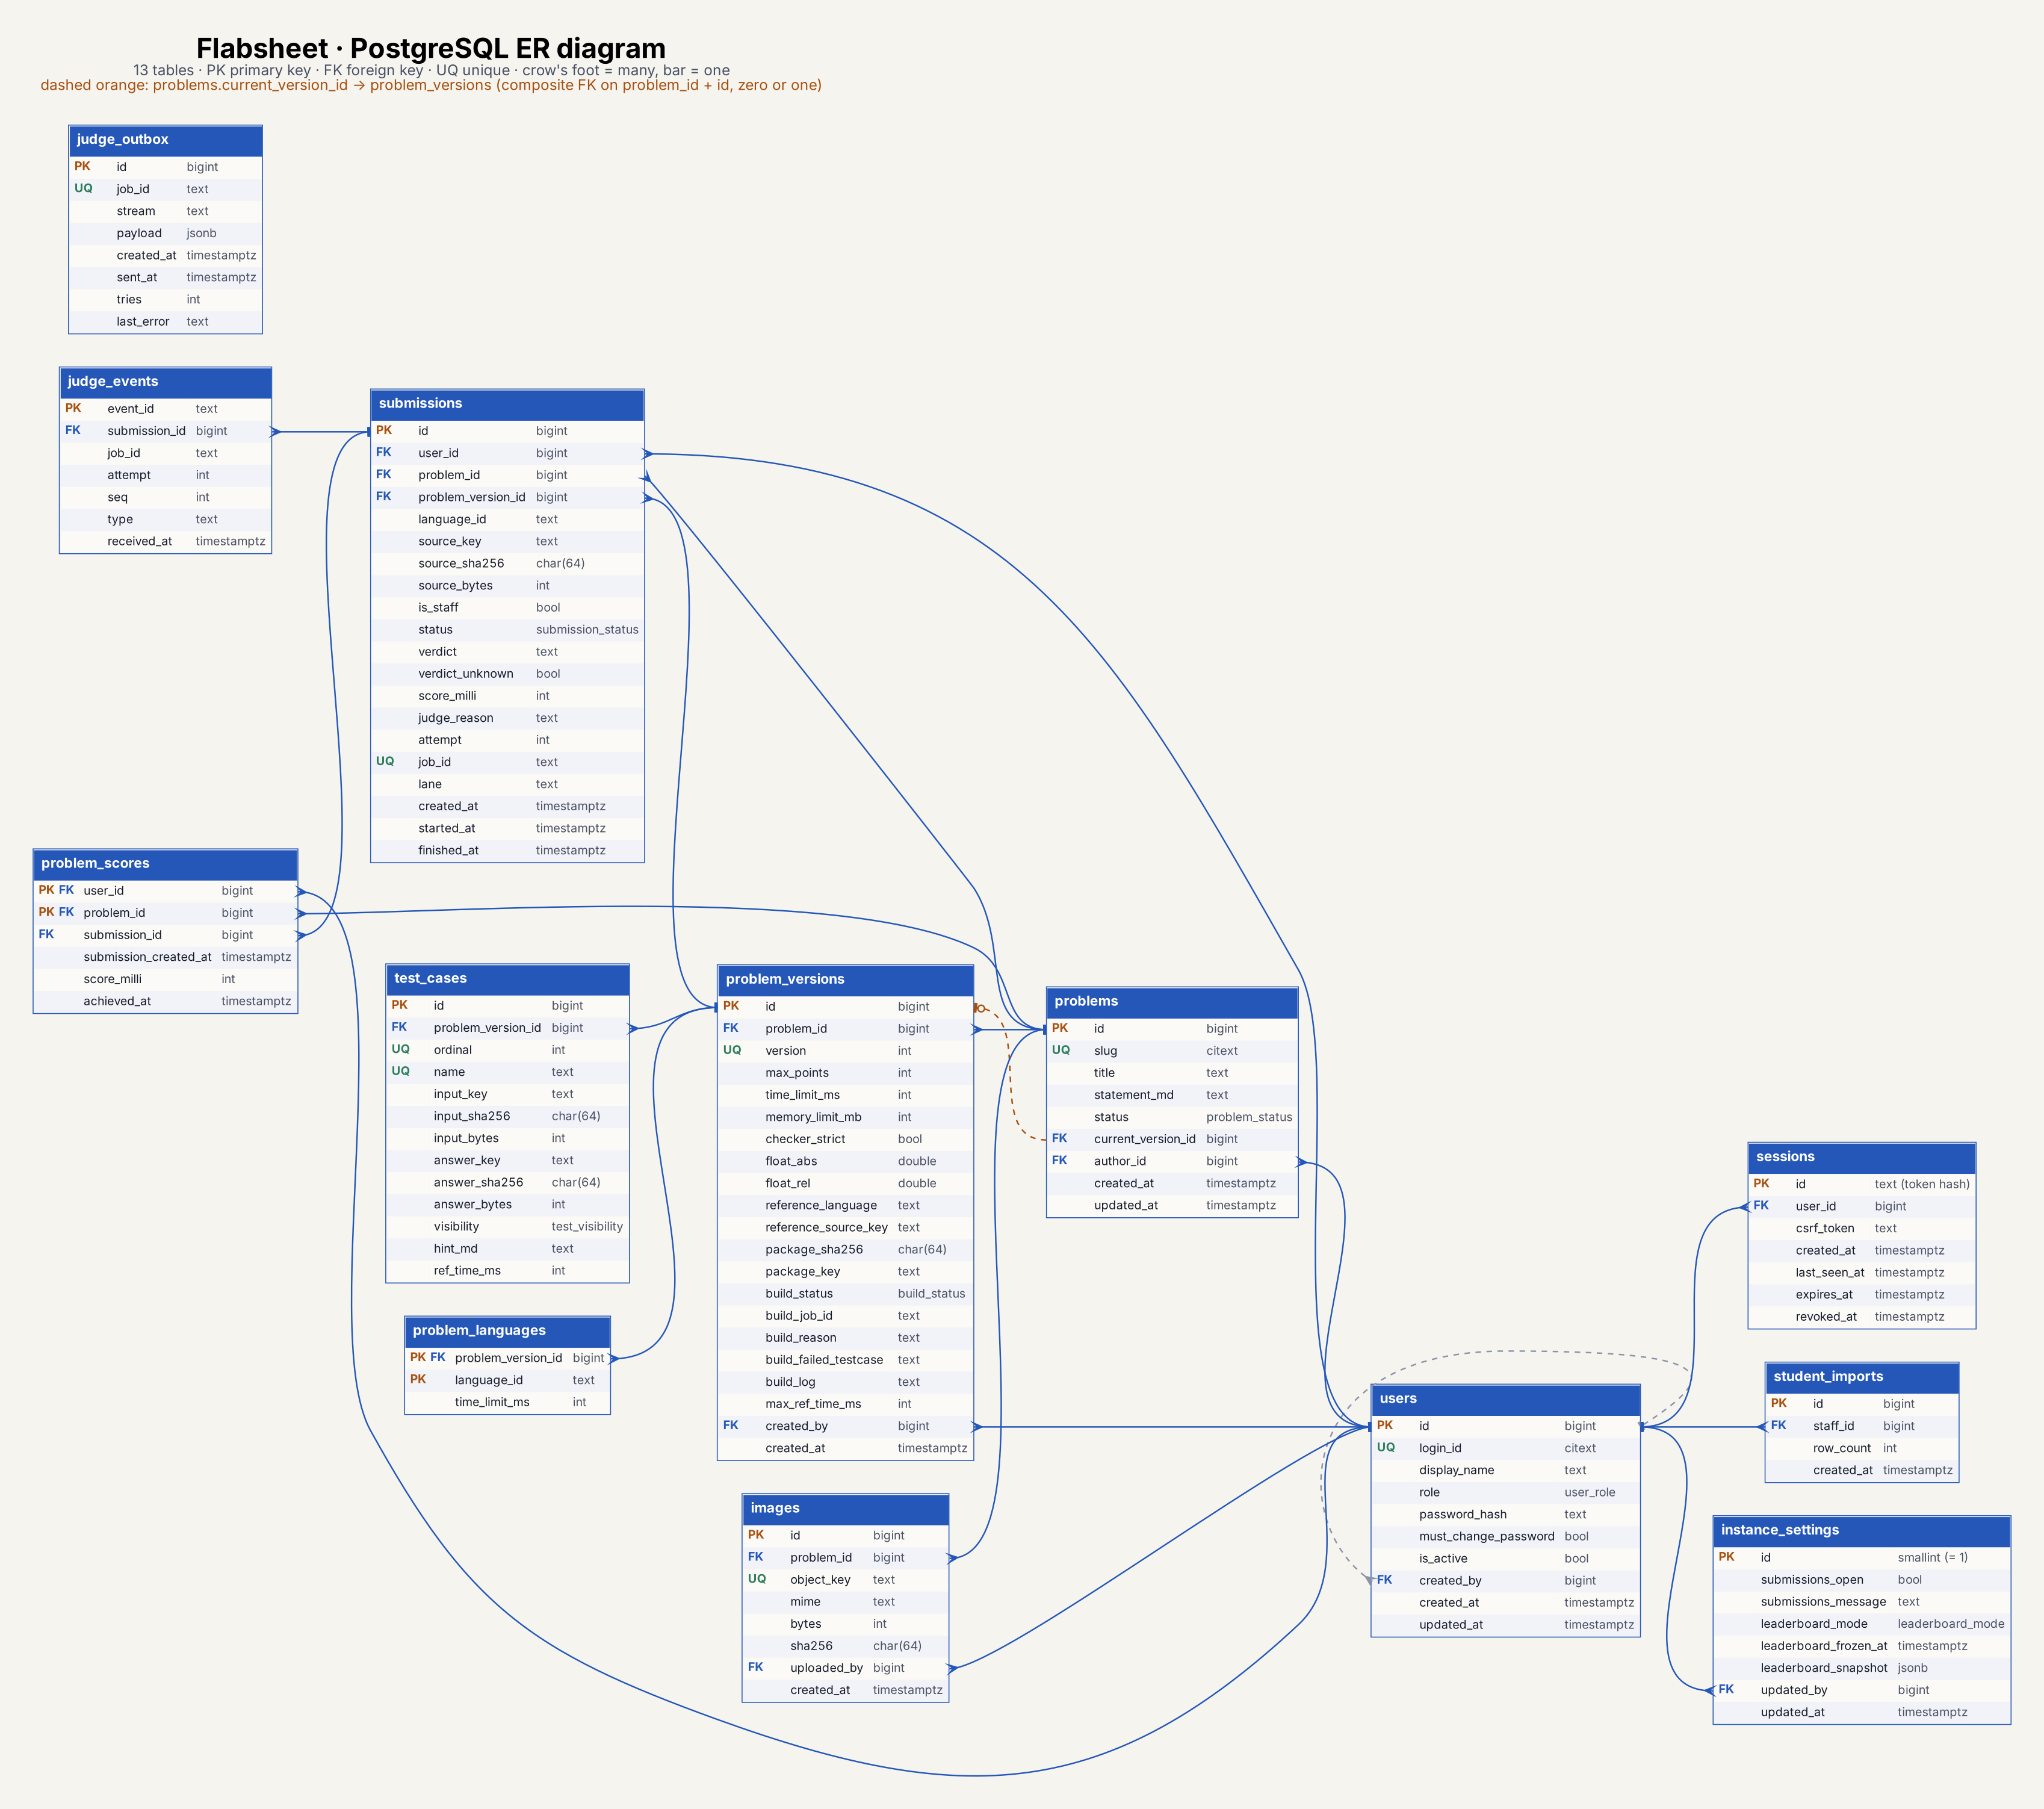 Flabsheet · PostgreSQL ER diagram
13 tables · PK primary key · FK foreign key · UQ unique · crow's foot = many, bar = one
dashed orange: problems.current_version_id → problem_versions (composite FK on problem_id + id, zero or one)
judge_outbox
PK id bigint
UQ job_id text
stream text
payload jsonb
created_at timestamptz
sent_at timestamptz
tries int
last_error text
judge_events
PK event_id text
FK submission_id bigint
job_id text
attempt int
seq int
type text
received_at timestamptz
submissions
PK id bigint
FK user_id bigint
FK problem_id bigint
FK problem_version_id bigint
language_id text
source_key text
source_sha256 char(64)
source_bytes int
is_staff bool
status submission_status
verdict text
verdict_unknown bool
score_milli int
judge_reason text
attempt int
UQ job_id text
lane text
created_at timestamptz
started_at timestamptz
finished_at timestamptz
problem_scores
PK FK user_id bigint
PK FK problem_id bigint
FK submission_id bigint
submission_created_at timestamptz
score_milli int
achieved_at timestamptz
test_cases
PK id bigint
FK problem_version_id bigint
UQ ordinal int
UQ name text
input_key text
input_sha256 char(64)
input_bytes int
answer_key text
answer_sha256 char(64)
answer_bytes int
visibility test_visibility
hint_md text
ref_time_ms int
problem_languages
PK FK problem_version_id bigint
PK language_id text
time_limit_ms int
problem_versions
PK id bigint
FK problem_id bigint
UQ version int
max_points int
time_limit_ms int
memory_limit_mb int
checker_strict bool
float_abs double
float_rel double
reference_language text
reference_source_key text
package_sha256 char(64)
package_key text
build_status build_status
build_job_id text
build_reason text
build_failed_testcase text
build_log text
max_ref_time_ms int
FK created_by bigint
created_at timestamptz
images
PK id bigint
FK problem_id bigint
UQ object_key text
mime text
bytes int
sha256 char(64)
FK uploaded_by bigint
created_at timestamptz
problems
PK id bigint
UQ slug citext
title text
statement_md text
status problem_status
FK current_version_id bigint
FK author_id bigint
created_at timestamptz
updated_at timestamptz
users
PK id bigint
UQ login_id citext
display_name text
role user_role
password_hash text
must_change_password bool
is_active bool
FK created_by bigint
created_at timestamptz
updated_at timestamptz
sessions
PK id text (token hash)
FK user_id bigint
csrf_token text
created_at timestamptz
last_seen_at timestamptz
expires_at timestamptz
revoked_at timestamptz
student_imports
PK id bigint
FK staff_id bigint
row_count int
created_at timestamptz
instance_settings
PK id smallint (= 1)
submissions_open bool
submissions_message text
leaderboard_mode leaderboard_mode
leaderboard_frozen_at timestamptz
leaderboard_snapshot jsonb
FK updated_by bigint
updated_at timestamptz